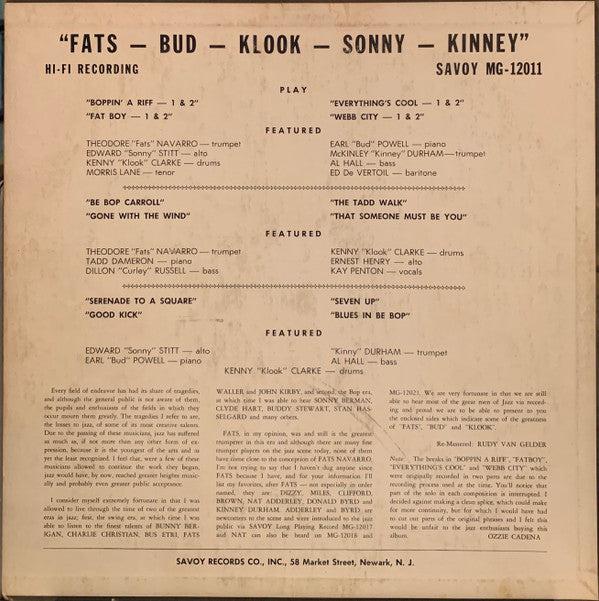 "FATS — BUD — KLOOK — SONNY — KINNEY"
HI-FI RECORDING
SAVOY MG-12011
PLAY
"BOPPIN' A RIFF — 1 & 2"
"EVERYTHING'S COOL — 1 & 2"
"FAT BOY — 1 & 2"
"WEBB CITY — 1 & 2"
FEATURED
THEODORE "Fats" NAVARRO — trumpet
EDWARD "Sonny" STITT — alto
KENNY "Klook" CLARKE — drums
MORRIS LANE — tenor
EARL "Bud" POWELL — piano
McKINLEY "Kinney" DURHAM — trumpet
AL HALL — bass
ED De VERTOIL — baritone
"BE BOP CARROLL"
"THE TADD WALK"
"GONE WITH THE WIND"
"THAT SOMEONE MUST BE YOU"
FEATURED
THEODORE "Fats" NAVARRO — trumpet
TADD DAMERON — piano
DILLON "Curley" RUSSELL — bass
KENNY "Klook" CLARKE — drums
ERNEST HENRY — alto
KAY PENTON — vocals
"SERENADE TO A SQUARE"
"SEVEN UP"
"GOOD KICK"
"BLUES IN BE BOP"
FEATURED
EDWARD "Sonny" STITT — alto
EARL "Bud" POWELL — piano
"Kinny" DURHAM — trumpet
AL HALL — bass
KENNY "Klook" CLARKE — drums
Every field of endeavor has had its share of tragedies,
and although the general public is not aware of them,
the pupils and enthusiasts of the fields in which they
occur mourn them greatly. The tragedies I refer to are,
the losses to jazz, of some of its most creative talents.
Due to the passing of these musicians, jazz has suffered
as much as, if not more than any other form of ex-
pression, because it is the youngest of the arts and as
yet the least recognized. I feel that, were a few of these
musicians allowed to continue the work they began,
jazz would have, by now, reached greater heights music-
ally and probably even greater public acceptance.
I consider myself extremely fortunate in that I was
allowed to live through the time of two of the greatest
eras in jazz; first, the swing era, at which time I was
able to listen to the finest talents of BUNNY BER-
IGAN, CHARLIE CHRISTIAN, BUS ETRI, FATS
WALLER and JOHN KIRBY, and second, the Bop era,
at which time I was able to see SONNY BERMAN,
CLYDE HART, BUDDY STEWART, STAN HAS-
SELGARD and many others.
FATS, in my opinion, was and still is the greatest
trumpeter in this era and although there are many fine
trumpet players on the jazz scene today, none of them
have come close to the conception of FATS NAVARRO.
I'm not trying to say that I haven't dug anyone since
FATS because I have, and for your information I'll
list my favorites, after FATS — not especially in order
named, they are: DIZZY, MILES, CLIFFORD,
BROWN, NAT ADDERLEY, DONALD BYRD and
KINNEY DURHAM. ADDERLEY and BYRD are
newcomers to the scene and were introduced to the jazz
public via SAVOY Long Playing Record MG-12017
and NAT can also be heard on MG-12018 and
MG-12021. We are very fortunate in that we are still
able to hear most of the great men of Jazz via record-
ing and proud we are to be able to present to you
the enclosed sides which indicate some of the greatness
of "FATS", "BUD" and "KLOOK".
Re-Mastered: RUDY VAN GELDER
Note: The breaks in "BOPPIN A RIFF", "FATBOY",
"EVERYTHING'S COOL" and "WEBB CITY" which
were originally recorded in two parts are due to the
recording process used at the time. You'll notice that
part of the solo in each composition is interrupted. I
decided against making a clean splice, which could make
for more continuity, but for which I would have had
to cut out parts of the original phrases and I felt this
would be unfair to the jazz enthusiasts buying this
album. OZZIE CADENA
SAVOY RECORDS CO., INC., 58 Market Street, Newark, N. J.